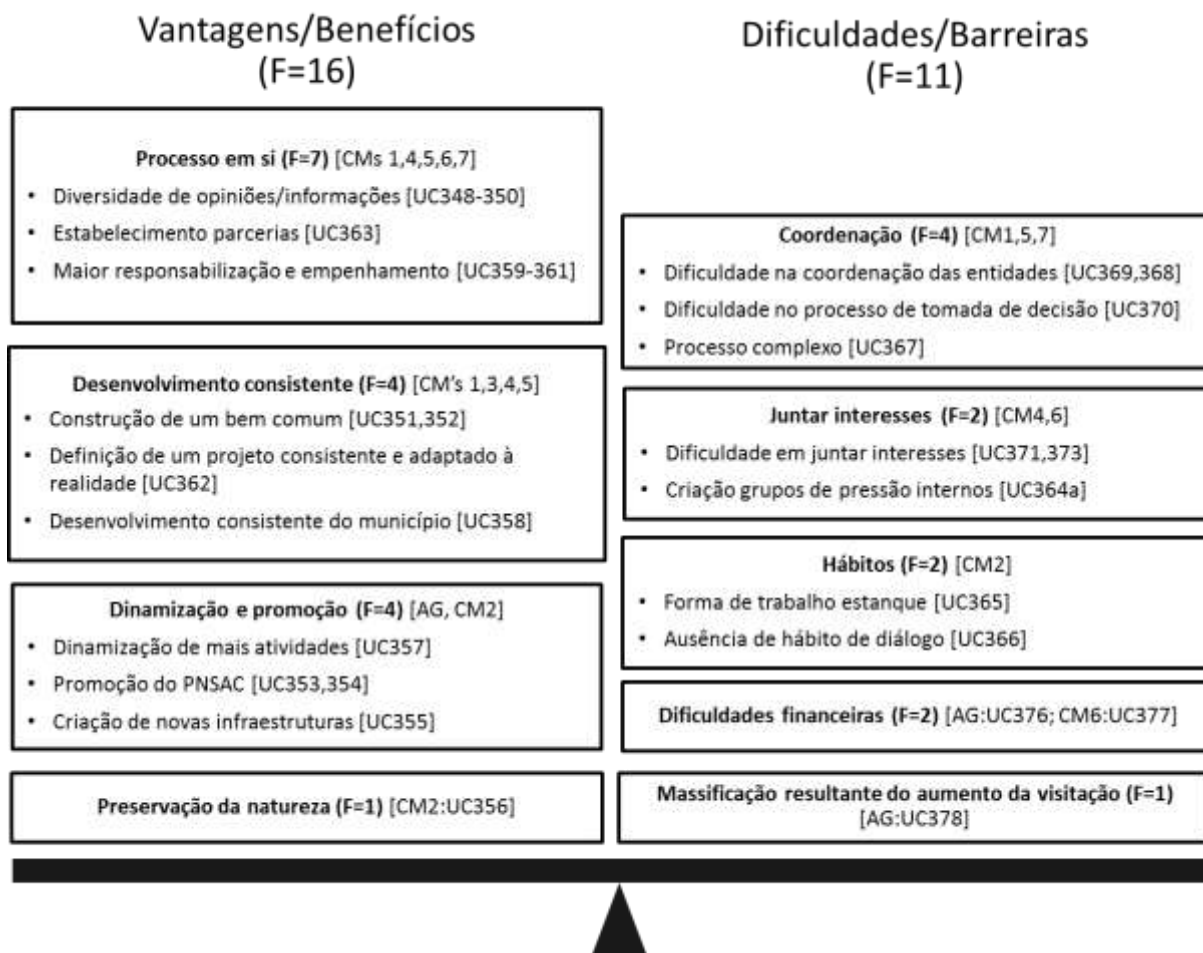 Vantagens/Benefícios
(F=16)
Processo em si (F=7) [CMs 1,4,5,6,7]
• Diversidade de opiniões/informações [UC348-350]
• Estabelecimento parcerias [UC363]
• Maior responsabilização e empenhamento [UC359-361]
Desenvolvimento consistente (F=4) [CM’s 1,3,4,5]
• Construção de um bem comum [UC351,352]
• Definição de um projeto consistente e adaptado à
realidade [UC362]
• Desenvolvimento consistente do município [UC358]
Dinamização e promoção (F=4) [AG, CM2]
• Dinamização de mais atividades [UC357]
• Promoção do PNSAC [UC353,354]
• Criação de novas infraestruturas [UC355]
Preservação da natureza (F=1) [CM2:UC356]
Dificuldades/Barreiras
(F=11)
Coordenação (F=4) [CM1,5,7]
• Dificuldade na coordenação das entidades [UC369,368]
• Dificuldade no processo de tomada de decisão [UC370]
• Processo complexo [UC367]
Juntar interesses (F=2) [CM4,6]
• Dificuldade em juntar interesses [UC371,373]
• Criação grupos de pressão internos [UC364a]
Hábitos (F=2) [CM2]
• Forma de trabalho estanque [UC365]
• Ausência de hábito de diálogo [UC366]
Dificuldades financeiras (F=2) [AG:UC376; CM6:UC377]
Massificação resultante do aumento da visitação (F=1)
[AG:UC378]